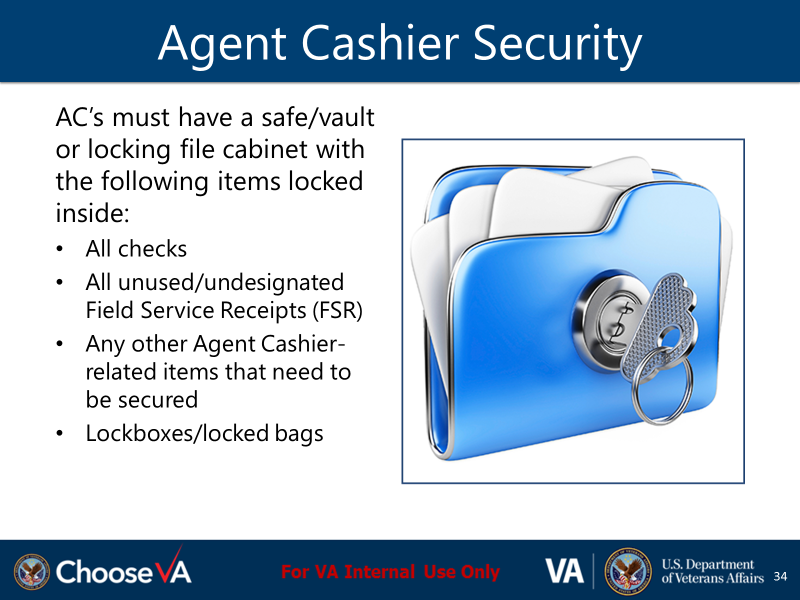 Agent Cashier Security
AC’s must have a safe/vault
or locking file cabinet with
the following items locked
inside:
• All checks
• All unused/undesignated
Field Service Receipts (FSR)
• Any other Agent Cashier-
related items that need to
be secured
• Lockboxes/locked bags
Choose VA
For VA Internal Use Only
VA
U.S. Department
of Veterans Affairs
34